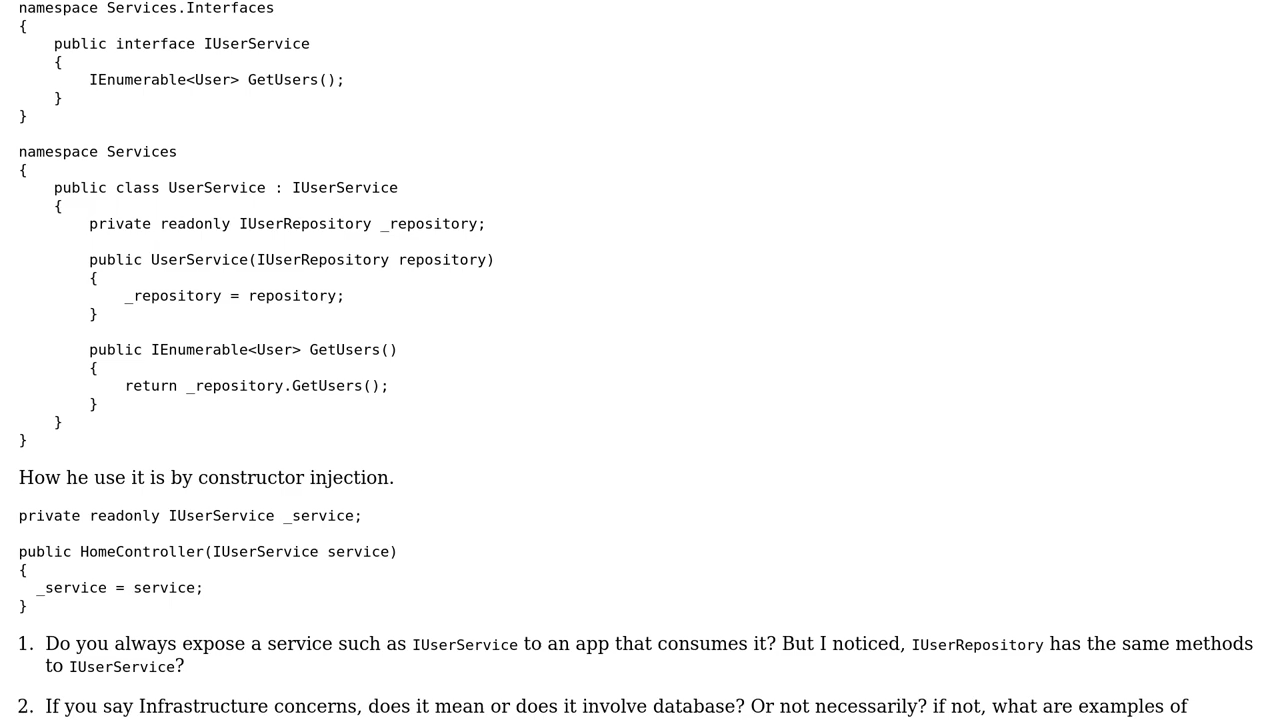 namespace Services.Interfaces
{
    public interface IUserService
    {
        IEnumerable<User> GetUsers();
    }
}

namespace Services
{
    public class UserService : IUserService
    {
        private readonly IUserRepository _repository;

        public UserService(IUserRepository repository)
        {
            _repository = repository;
        }

        public IEnumerable<User> GetUsers()
        {
            return _repository.GetUsers();
        }
    }
}
How he use it is by constructor injection.
private readonly IUserService _service;

public HomeController(IUserService service)
{
  _service = service;
}
1. Do you always expose a service such as IUserService to an app that consumes it? But I noticed, IUserRepository has the same methods
to IUserService?
2. If you say Infrastructure concerns, does it mean or does it involve database? Or not necessarily? if not, what are examples of